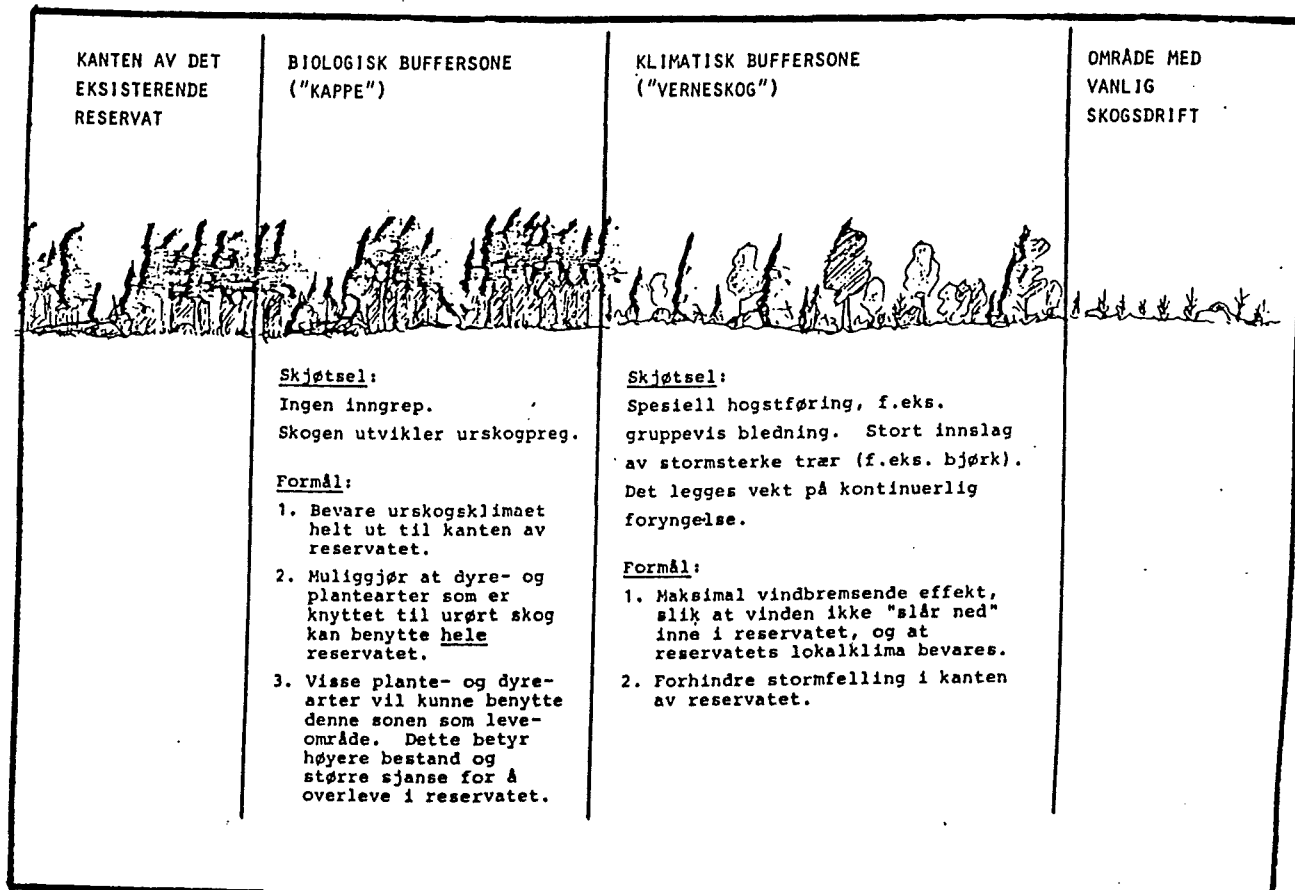 KANTEN AV DET
EKSISTERENDE
RESERVAT
BIOLOGISK BUFFERSONE
("KAPPE")
KLIMATISK BUFFERSONE
("VERNESKOG")
OMRÅDE MED
VANLIG
SKOGSDRIFT
Skjøtsel:
Ingen inngrep.
Skogen utvikler urskogpreg.
Formål:
1. Bevare urskogsklimaet
helt ut til kanten av
reservatet.
2. Muliggjør at dyre- og
plantearter som er
knyttet til urørt skog
kan benytte hele
reservatet.
3. Visse plante- og dyre-
arter vil kunne benytte
denne sonen som leve-
område. Dette betyr
høyere bestand og
større sjanse for å
overleve i reservatet.
Skjøtsel:
Spesiell hogstføring, f.eks.
gruppevis bledning. Stort innslag
av stormsterke trær (f.eks. bjørk).
Det legges vekt på kontinuerlig
foryngelse.
Formål:
1. Maksimal vindbremsende effekt,
slik at vinden ikke "slår ned"
inne i reservatet, og at
reservatets lokalklima bevares.
2. Forhindre stormfelling i kanten
av reservatet.